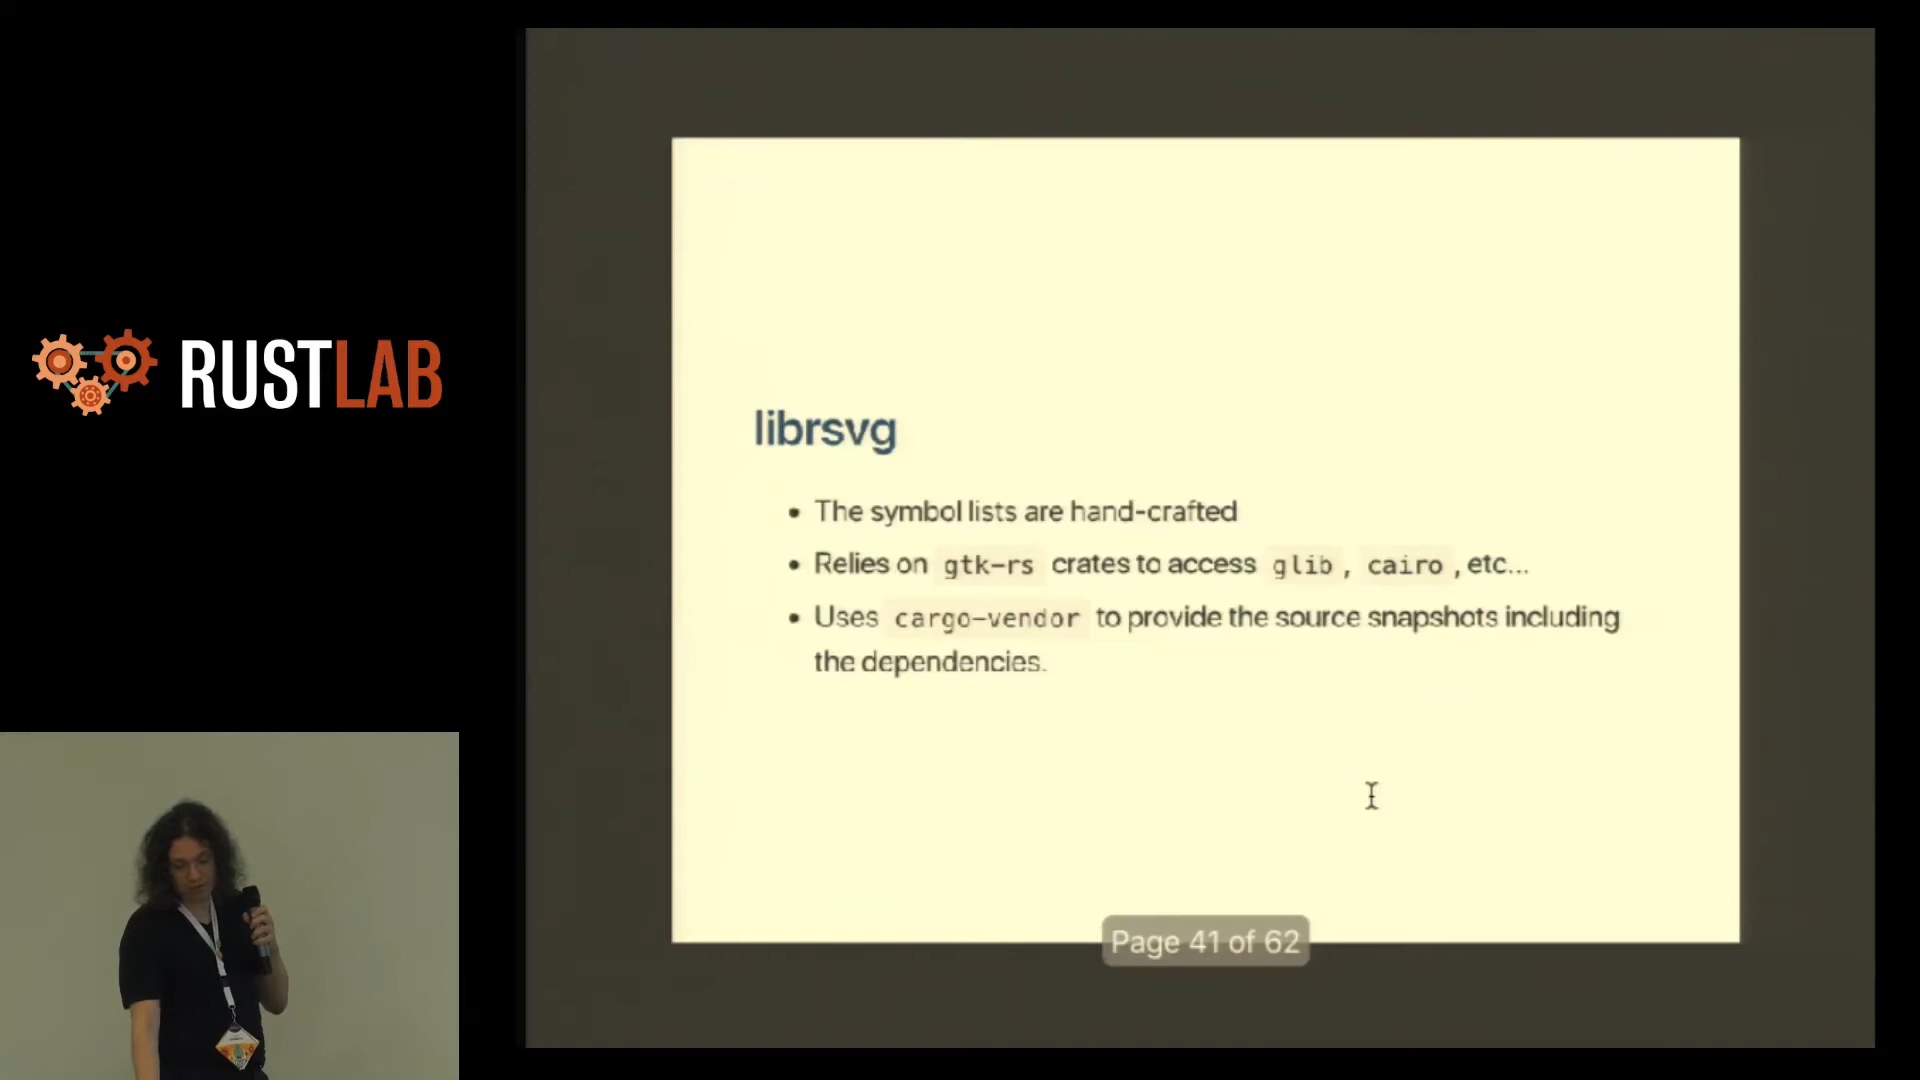 RUSTLAB
librsvg
• The symbol lists are hand-crafted
• Relies on gtk-rs crates to access glib, cairo, etc...
• Uses cargo-vendor to provide the source snapshots including
the dependencies.
Page 41 of 62